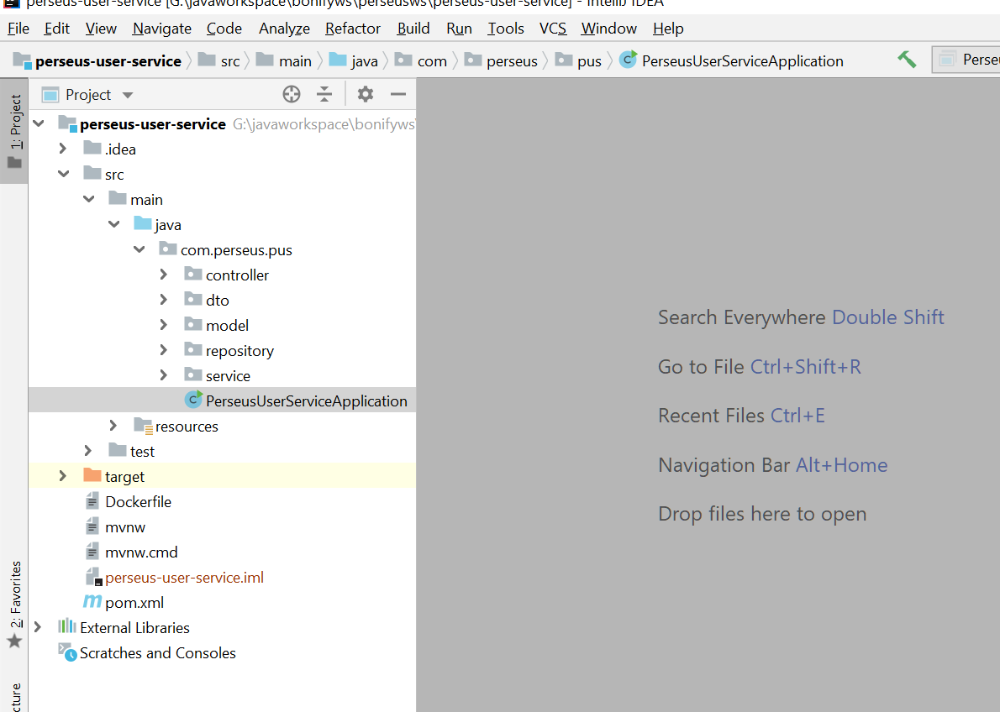 perseus-user-service [G:\javaworkspace\bonifyws\perseusws\perseus-user-service] - IntelliJ IDEA
File Edit View Navigate Code Analyze Refactor Build Run Tools VCS Window Help
perseus-user-service src main java com perseus pus PerseusUserServiceApplication Perseu
1: Project
Project
perseus-user-service G:\javaworkspace\bonifyws\
.idea
src
main
java
com.perseus.pus
controller
dto
model
repository
service
PerseusUserServiceApplication
resources
test
target
Dockerfile
mvnw
mvnw.cmd
perseus-user-service.iml
pom.xml
External Libraries
Scratches and Consoles
2: Favorites
cture
Search Everywhere Double Shift
Go to File Ctrl+Shift+R
Recent Files Ctrl+E
Navigation Bar Alt+Home
Drop files here to open